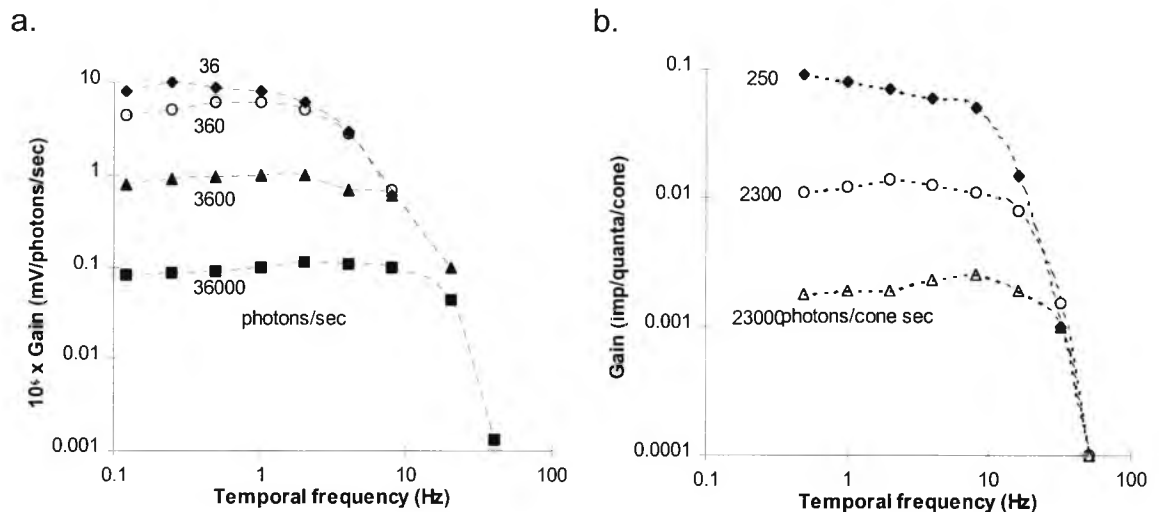 a.
10⁶ x Gain (mV/photons/sec)
10
1
0.1
0.01
0.001
36
360
3600
36000
photons/sec
0.1
1
10
100
Temporal frequency (Hz)
b.
Gain (imp/quanta/cone)
0.1
0.01
0.001
0.0001
250
2300
23000photons/cone sec
0.1
1
10
100
Temporal frequency (Hz)